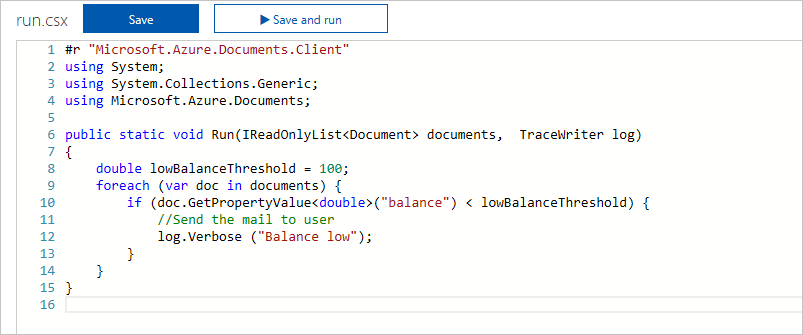 run.csx Save Save and run
1 #r "Microsoft.Azure.Documents.Client"
2 using System;
3 using System.Collections.Generic;
4 using Microsoft.Azure.Documents;
5
6 public static void Run(IReadOnlyList<Document> documents,  TraceWriter log)
7 {
8     double lowBalanceThreshold = 100;
9     foreach (var doc in documents) {
10         if (doc.GetPropertyValue<double>("balance") < lowBalanceThreshold) {
11             //Send the mail to user
12             log.Verbose ("Balance low");
13         }
14     }
15 }
16